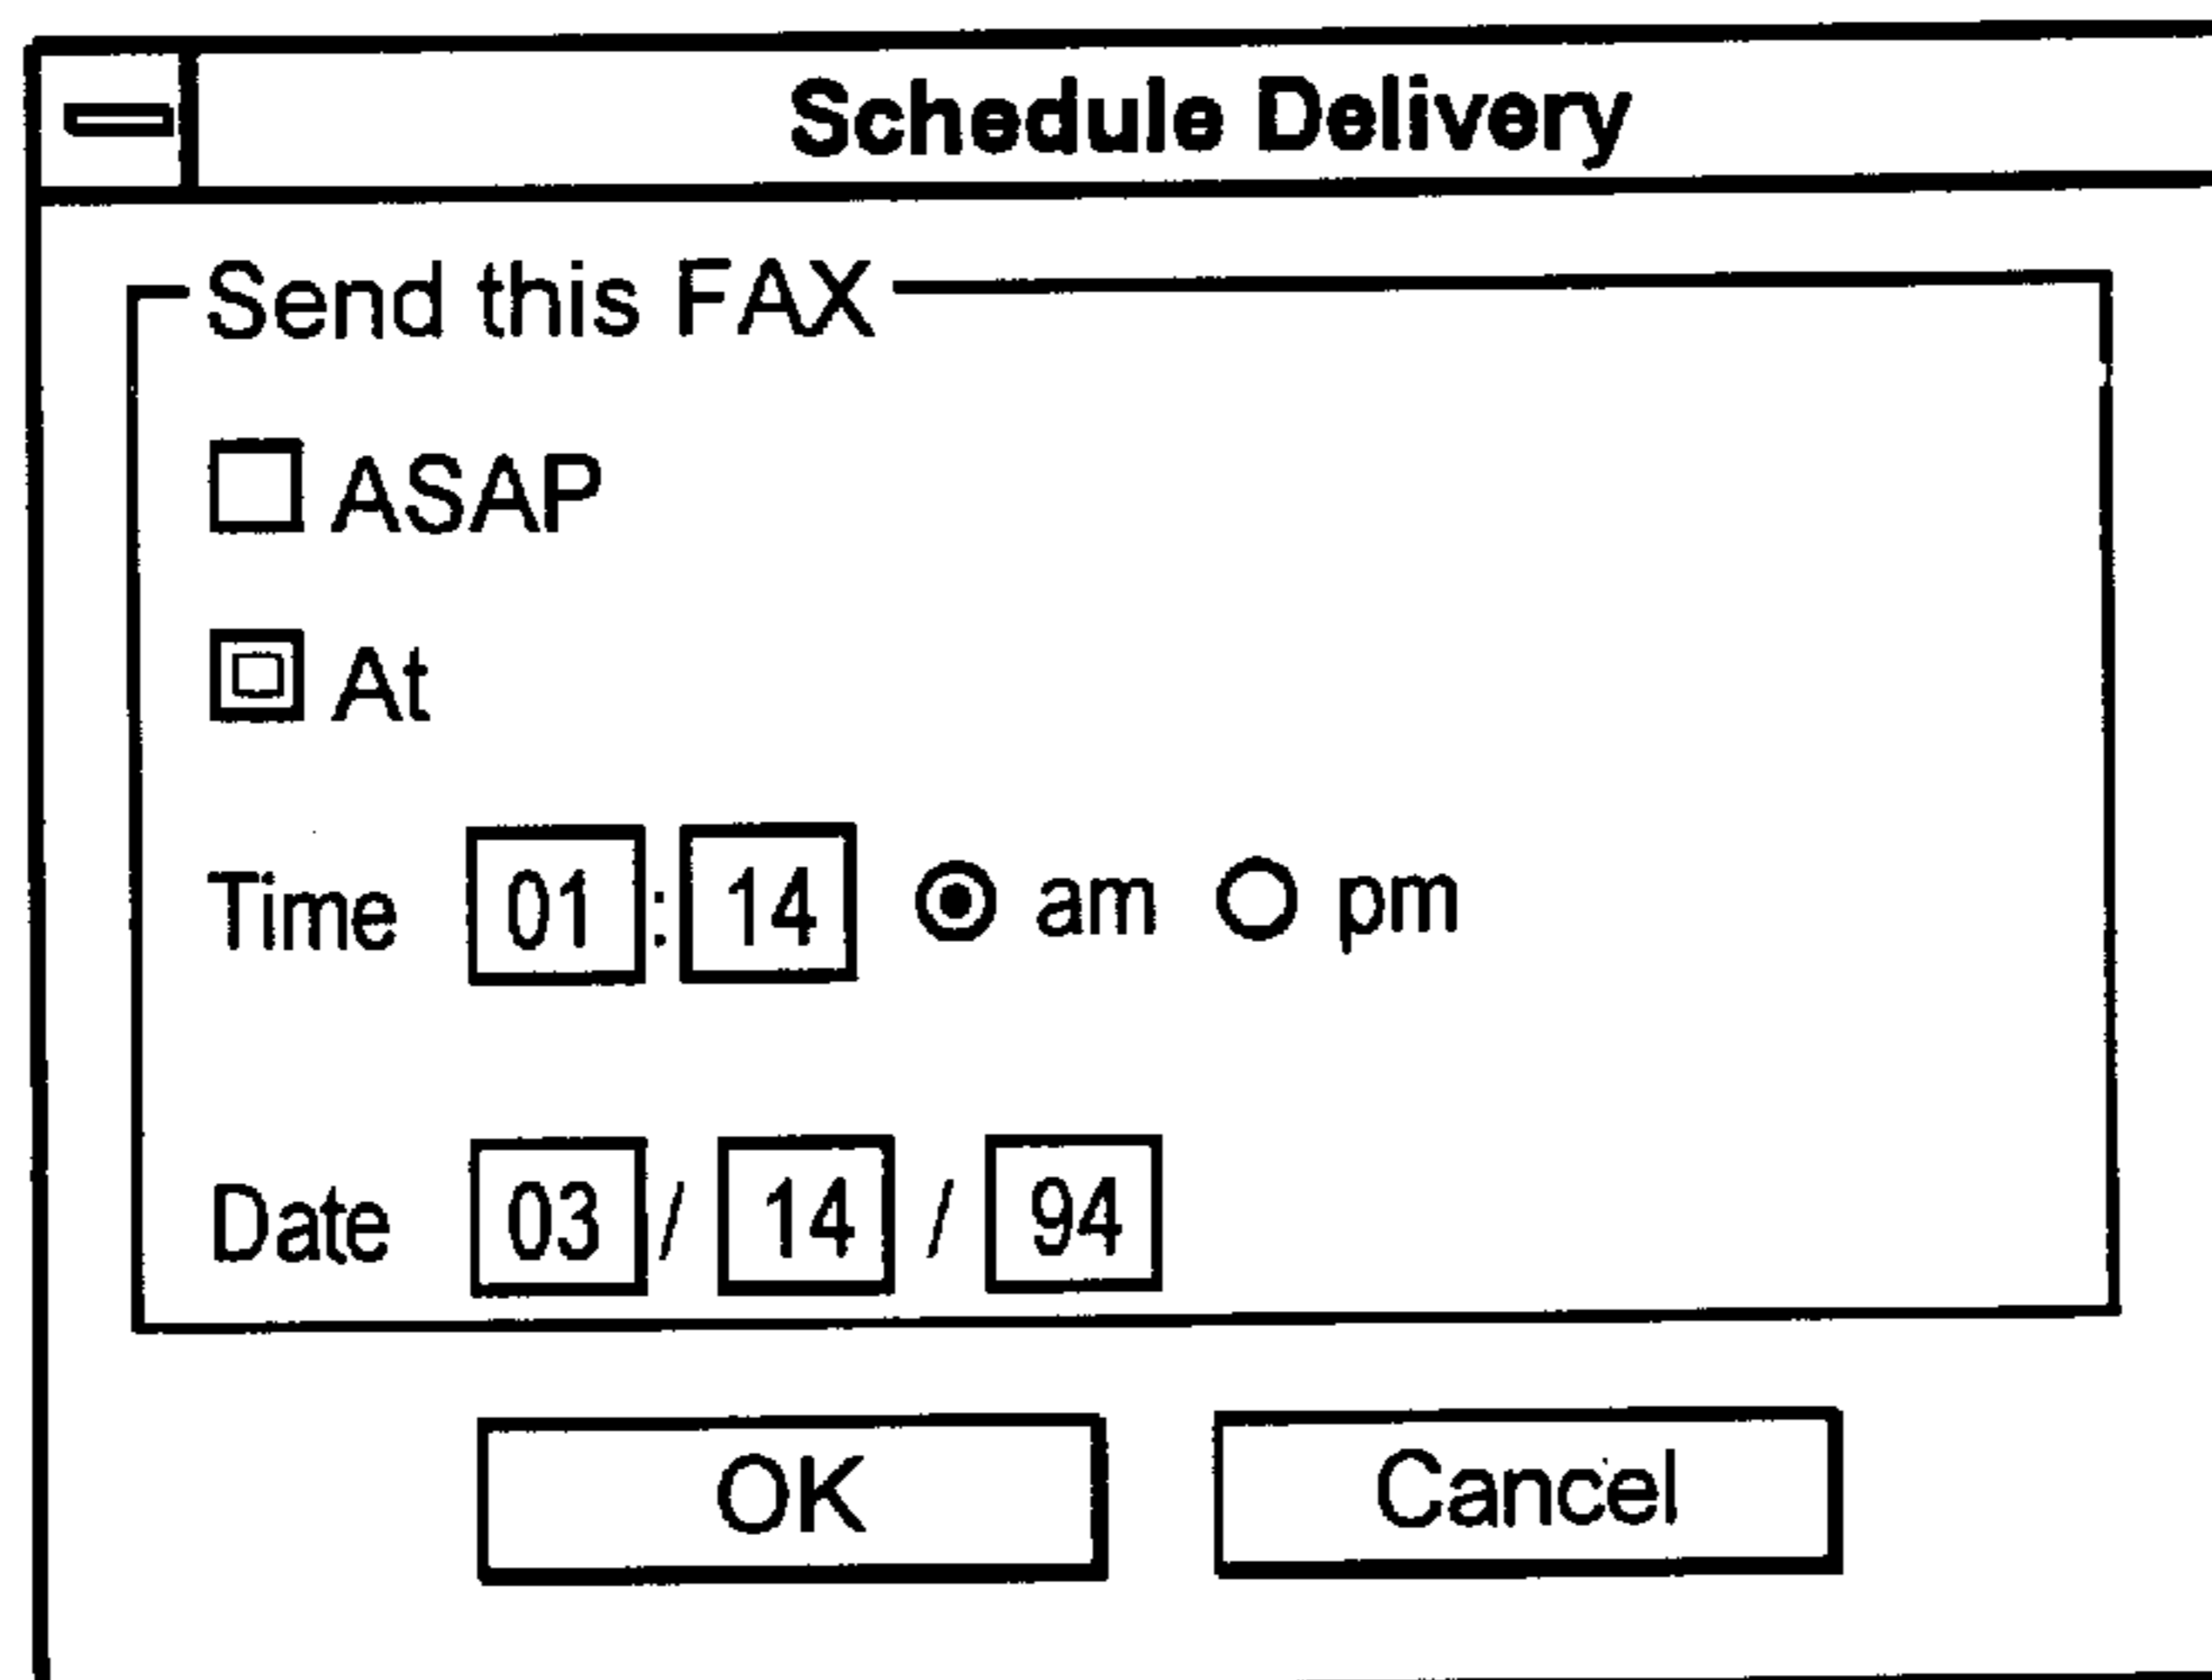 Schedule Delivery
Send this FAX
ASAP
At
Time 01 : 14 am pm
Date 03 / 14 / 94
OK Cancel